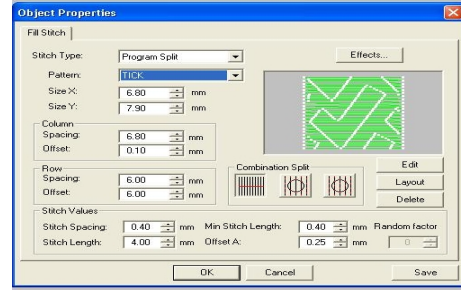 Object Properties
Fill Stitch
Stitch Type: Program Split Effects...
Pattern: TICK
Size X: 6.80 mm
Size Y: 7.90 mm
Column
Spacing: 6.80 mm
Offset: 0.10 mm
Row
Spacing: 6.00 mm
Offset: 6.00 mm
Combination Split
Edit
Layout
Delete
Stitch Values
Stitch Spacing: 0.40 mm Min Stitch Length: 0.40 mm Random factor
Stitch Length: 4.00 mm Offset A: 0.25 mm 0
OK Cancel Save